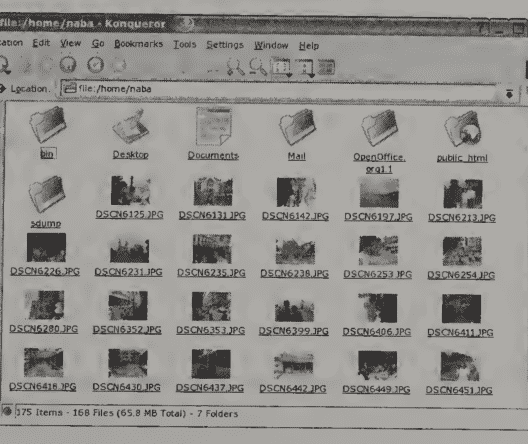 file:/home/naba - Konqueror
cation Edit View Go Bookmarks Tools Settings Window Help
Location: file:/home/naba
bin Desktop Documents Mail OpenOffice. public_html
org1.1
sdump DSCN6125.JPG DSCN6131.JPG DSCN6142.JPG DSCN6197.JPG DSCN6213.JPG
DSCN6226.JPG DSCN6231.JPG DSCN6235.JPG DSCN6238.JPG DSCN6253.JPG DSCN6254.JPG
DSCN6280.JPG DSCN6352.JPG DSCN6353.JPG DSCN6399.JPG DSCN6406.JPG DSCN6411.JPG
DSCN6418.JPG DSCN6430.JPG DSCN6437.JPG DSCN6442.JPG DSCN6449.JPG DSCN6451.JPG
175 Items - 168 Files (65.8 MB Total) - 7 Folders